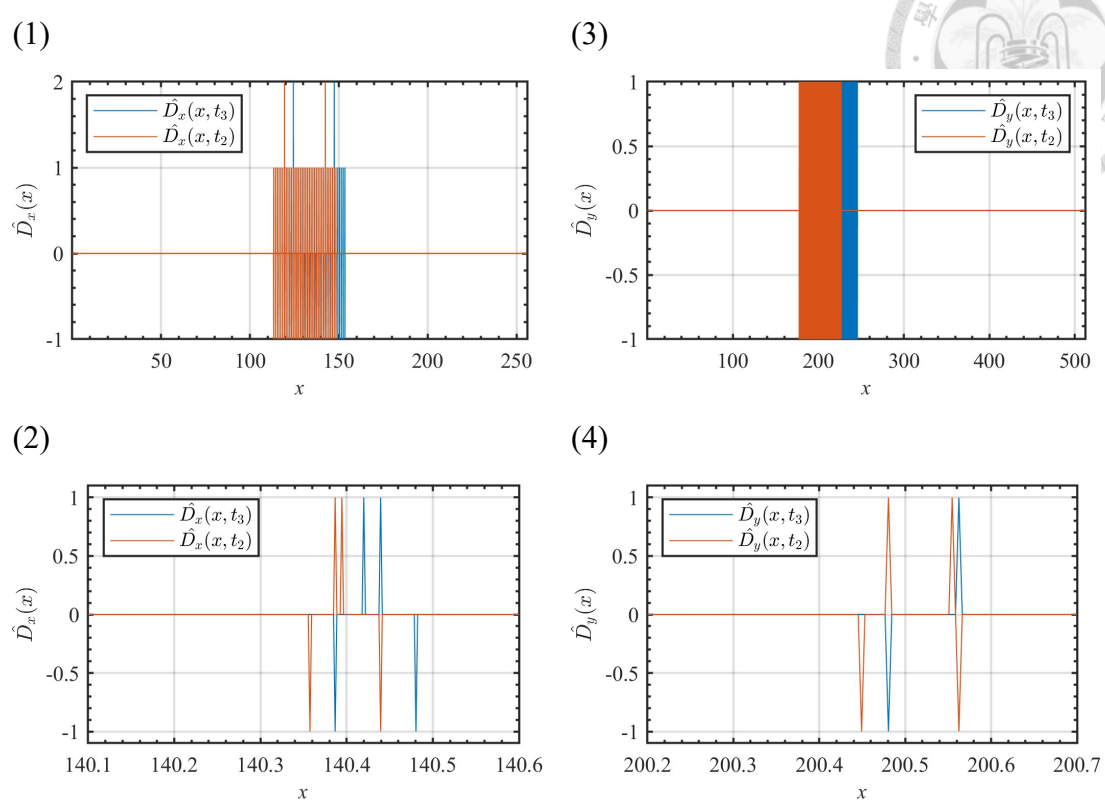 (1)
2
1
0
-1
D̂ₓ(x)
D̂ₓ(x, t₃)
D̂ₓ(x, t₂)
50 100 150 200 250
x
(3)
1
0.5
0
-0.5
-1
D̂ᵧ(x)
D̂ᵧ(x, t₃)
D̂ᵧ(x, t₂)
100 200 300 400 500
x
(2)
1
0.5
0
-0.5
-1
D̂ₓ(x)
D̂ₓ(x, t₃)
D̂ₓ(x, t₂)
140.1 140.2 140.3 140.4 140.5 140.6
x
(4)
1
0.5
0
-0.5
-1
D̂ᵧ(x)
D̂ᵧ(x, t₃)
D̂ᵧ(x, t₂)
200.2 200.3 200.4 200.5 200.6 200.7
x